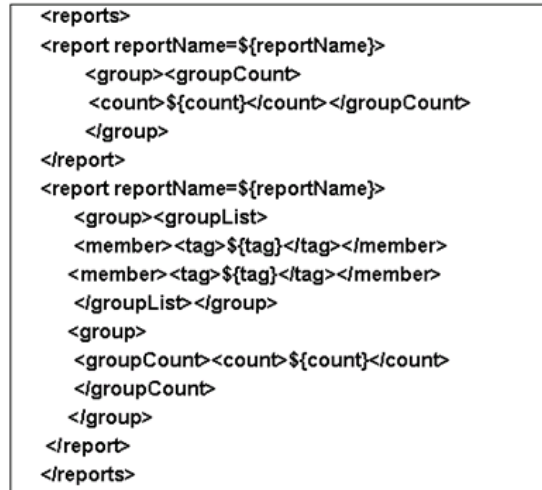 <reports>
<report reportName=${reportName}>
<group><groupCount>
<count>${count}</count></groupCount>
</group>
</report>
<report reportName=${reportName}>
<group><groupList>
<member><tag>${tag}</tag></member>
<member><tag>${tag}</tag></member>
</groupList></group>
<group>
<groupCount><count>${count}</count>
</groupCount>
</group>
</report>
</reports>